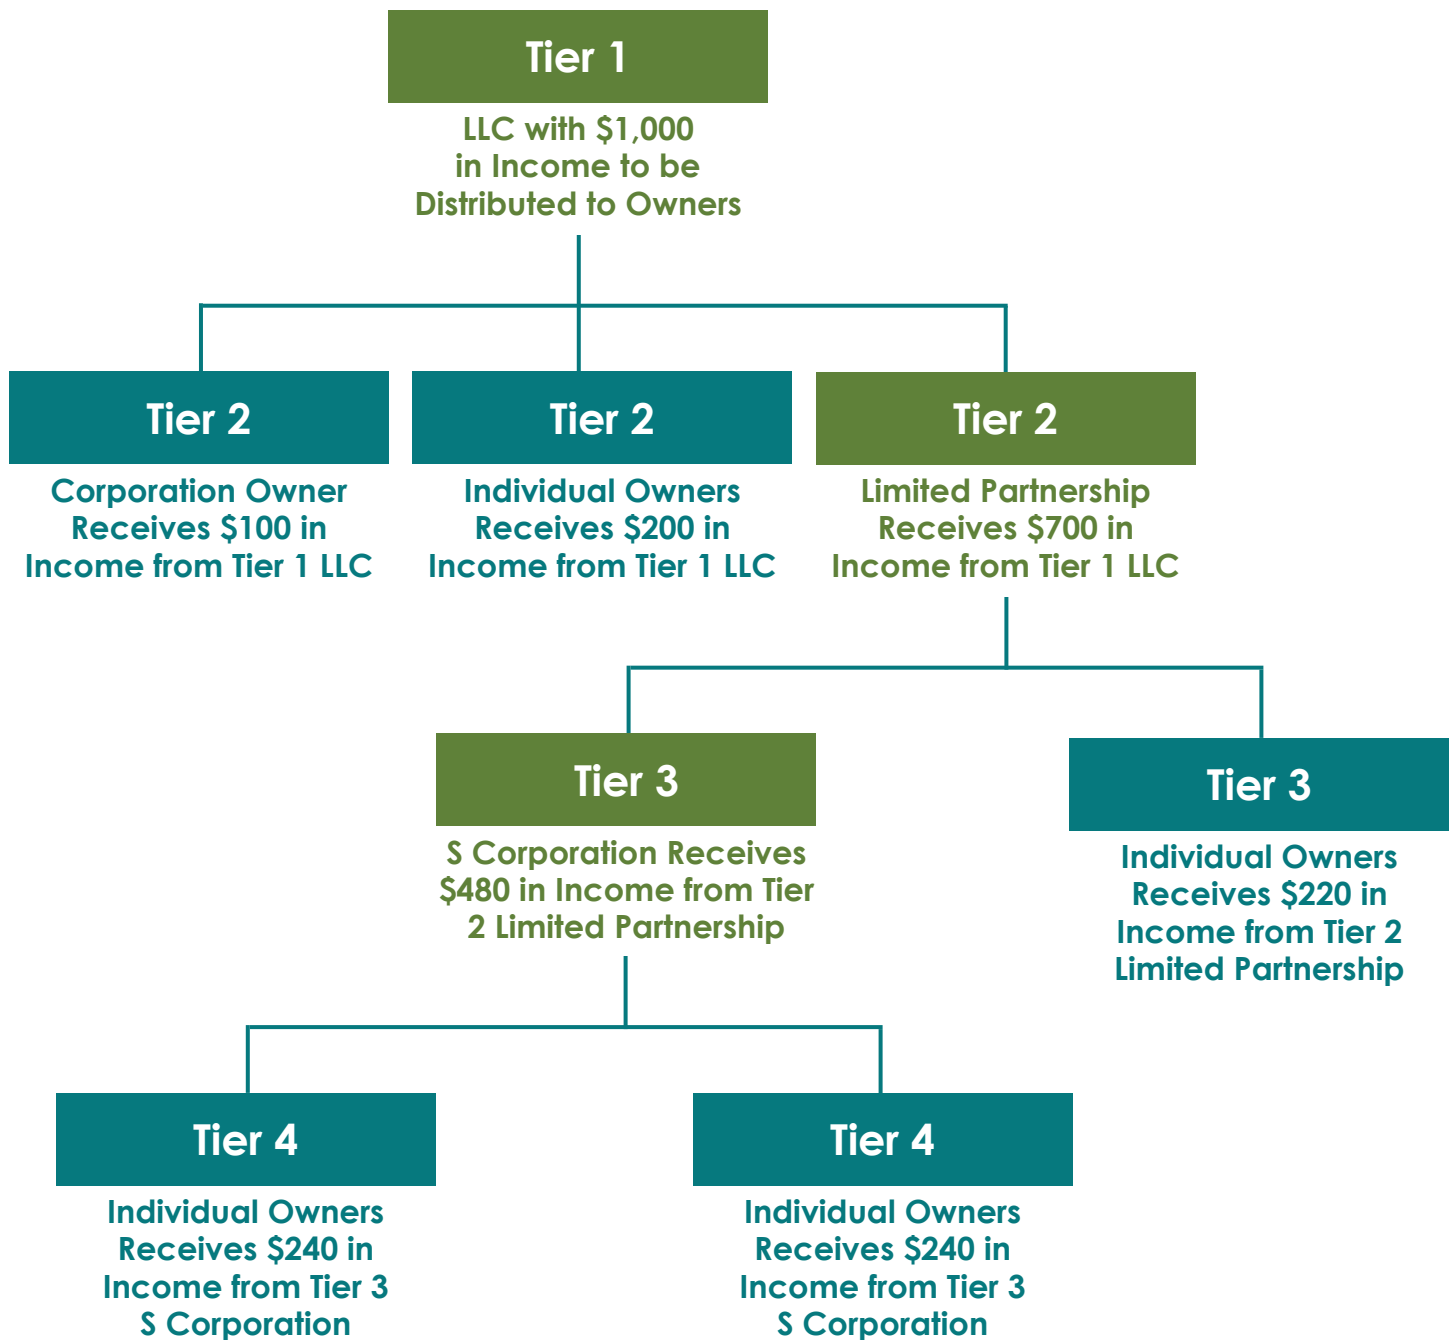 Tier 1
LLC with $1,000
in Income to be
Distributed to Owners
Tier 2
Corporation Owner
Receives $100 in
Income from Tier 1 LLC
Tier 2
Individual Owners
Receives $200 in
Income from Tier 1 LLC
Tier 2
Limited Partnership
Receives $700 in
Income from Tier 1 LLC
Tier 3
S Corporation Receives
$480 in Income from Tier
2 Limited Partnership
Tier 3
Individual Owners
Receives $220 in
Income from Tier 2
Limited Partnership
Tier 4
Individual Owners
Receives $240 in
Income from Tier 3
S Corporation
Tier 4
Individual Owners
Receives $240 in
Income from Tier 3
S Corporation